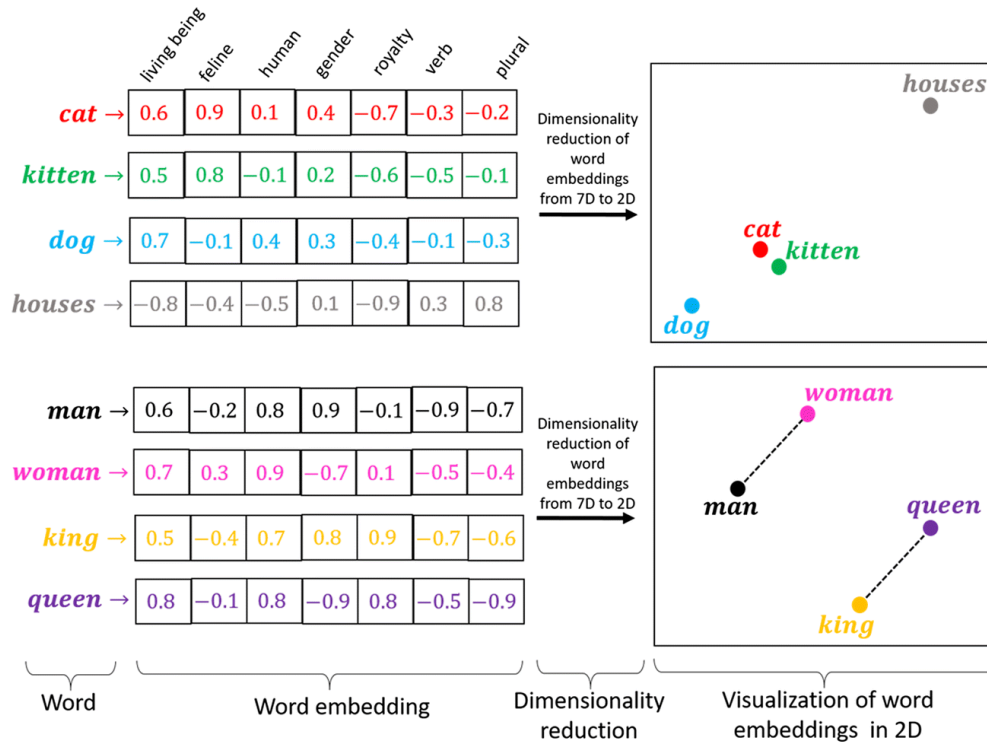 living being feline human gender royalty verb plural
cat → 0.6 0.9 0.1 0.4 −0.7 −0.3 −0.2
kitten → 0.5 0.8 −0.1 0.2 −0.6 −0.5 −0.1
dog → 0.7 −0.1 0.4 0.3 −0.4 −0.1 −0.3
houses → −0.8 −0.4 −0.5 0.1 −0.9 0.3 0.8
Dimensionality
reduction of
word
embeddings
from 7D to 2D
houses
cat
kitten
dog
man → 0.6 −0.2 0.8 0.9 −0.1 −0.9 −0.7
woman → 0.7 0.3 0.9 −0.7 0.1 −0.5 −0.4
king → 0.5 −0.4 0.7 0.8 0.9 −0.7 −0.6
queen → 0.8 −0.1 0.8 −0.9 0.8 −0.5 −0.9
Dimensionality
reduction of
word
embeddings
from 7D to 2D
woman
man
queen
king
Word
Word embedding
Dimensionality
reduction
Visualization of word
embeddings in 2D